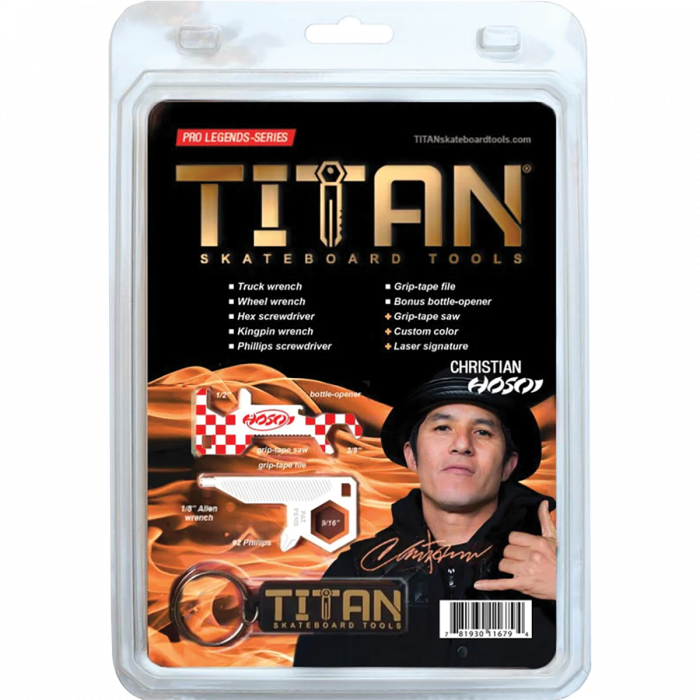 PRO LEGENDS-SERIES
TITANskateboardtools.com
TITAN®
SKATEBOARD TOOLS
Truck wrench
Wheel wrench
Hex screwdriver
Kingpin wrench
Phillips screwdriver
Grip-tape file
Bonus bottle-opener
Grip-tape saw
Custom color
Laser signature
CHRISTIAN
HOSOI
1/2"
bottle-opener
HOSOI
3/8"
grip-tape saw
grip-tape file
1/8" Allen
wrench
PAT
PEND
9/16"
#2 Phillips
TITAN
SKATEBOARD TOOLS
7 81930 11679 4